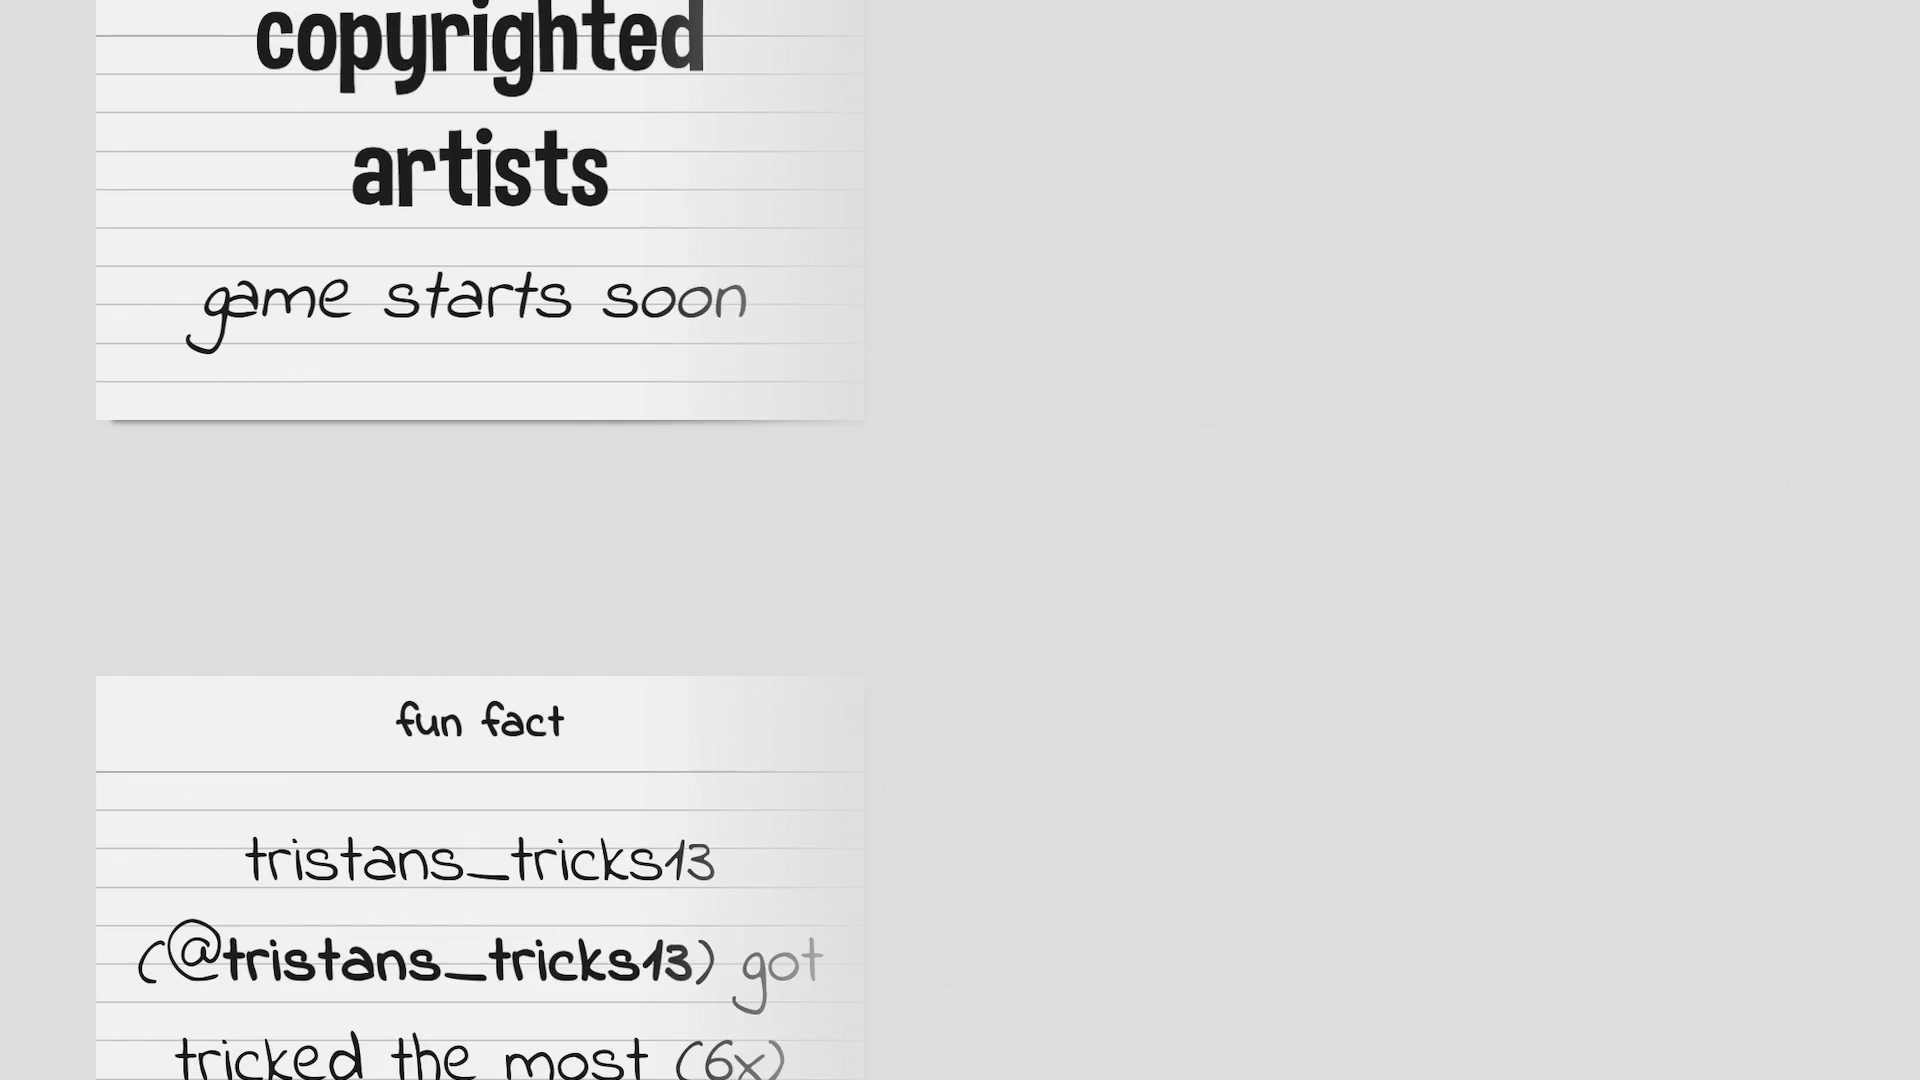 copyrighted
artists
game starts soon
fun fact
tristans_tricks13
(@tristans_tricks13) got
tricked the most (6x)